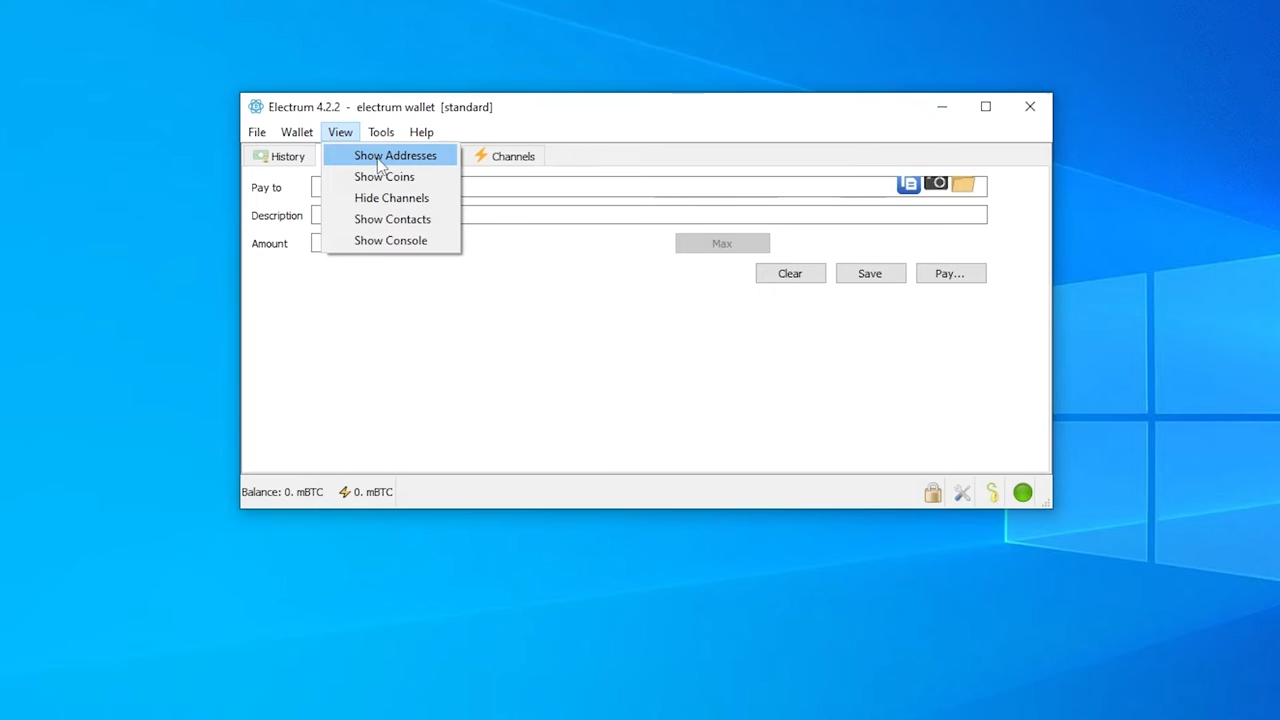 Electrum 4.2.2 - electrum wallet [standard]
File Wallet View Tools Help
History Channels
Show Addresses
Show Coins
Hide Channels
Show Contacts
Show Console
Pay to
Description
Amount Max
Clear Save Pay...
Balance: 0. mBTC 0. mBTC